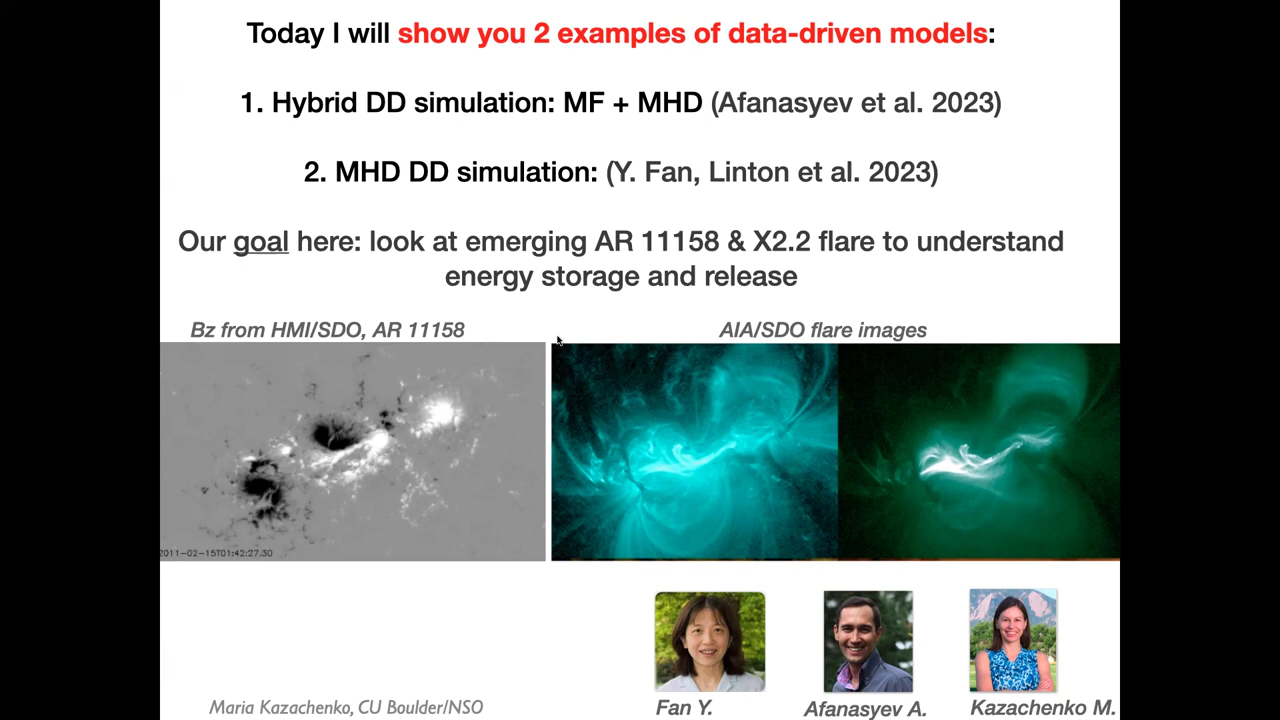 Today I will show you 2 examples of data-driven models:
1. Hybrid DD simulation: MF + MHD (Afanasyev et al. 2023)
2. MHD DD simulation: (Y. Fan, Linton et al. 2023)
Our goal here: look at emerging AR 11158 & X2.2 flare to understand
energy storage and release
Bz from HMI/SDO, AR 11158
AIA/SDO flare images
2011-02-15T01:42:27.30
Fan Y.
Afanasyev A.
Kazachenko M.
Maria Kazachenko, CU Boulder/NSO